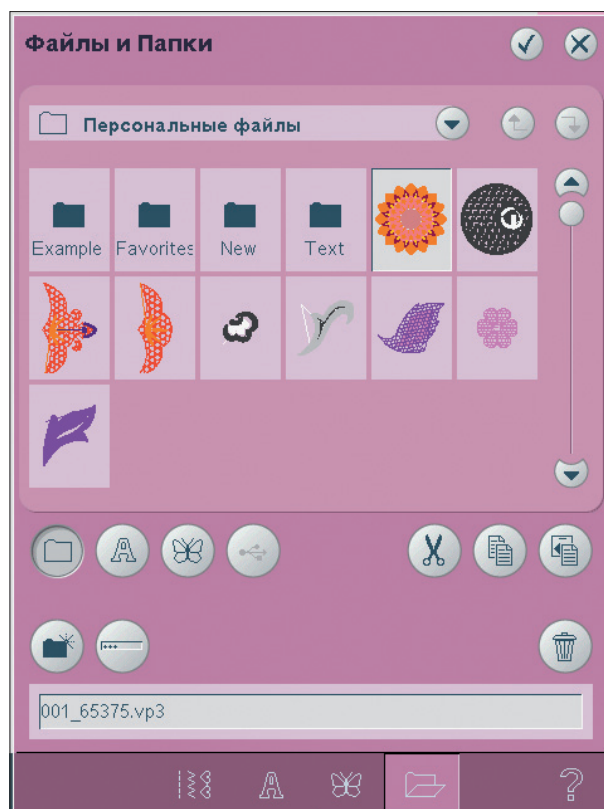 Файлы и Папки
Персональные файлы
Example Favorites New Text
001_65375.vp3